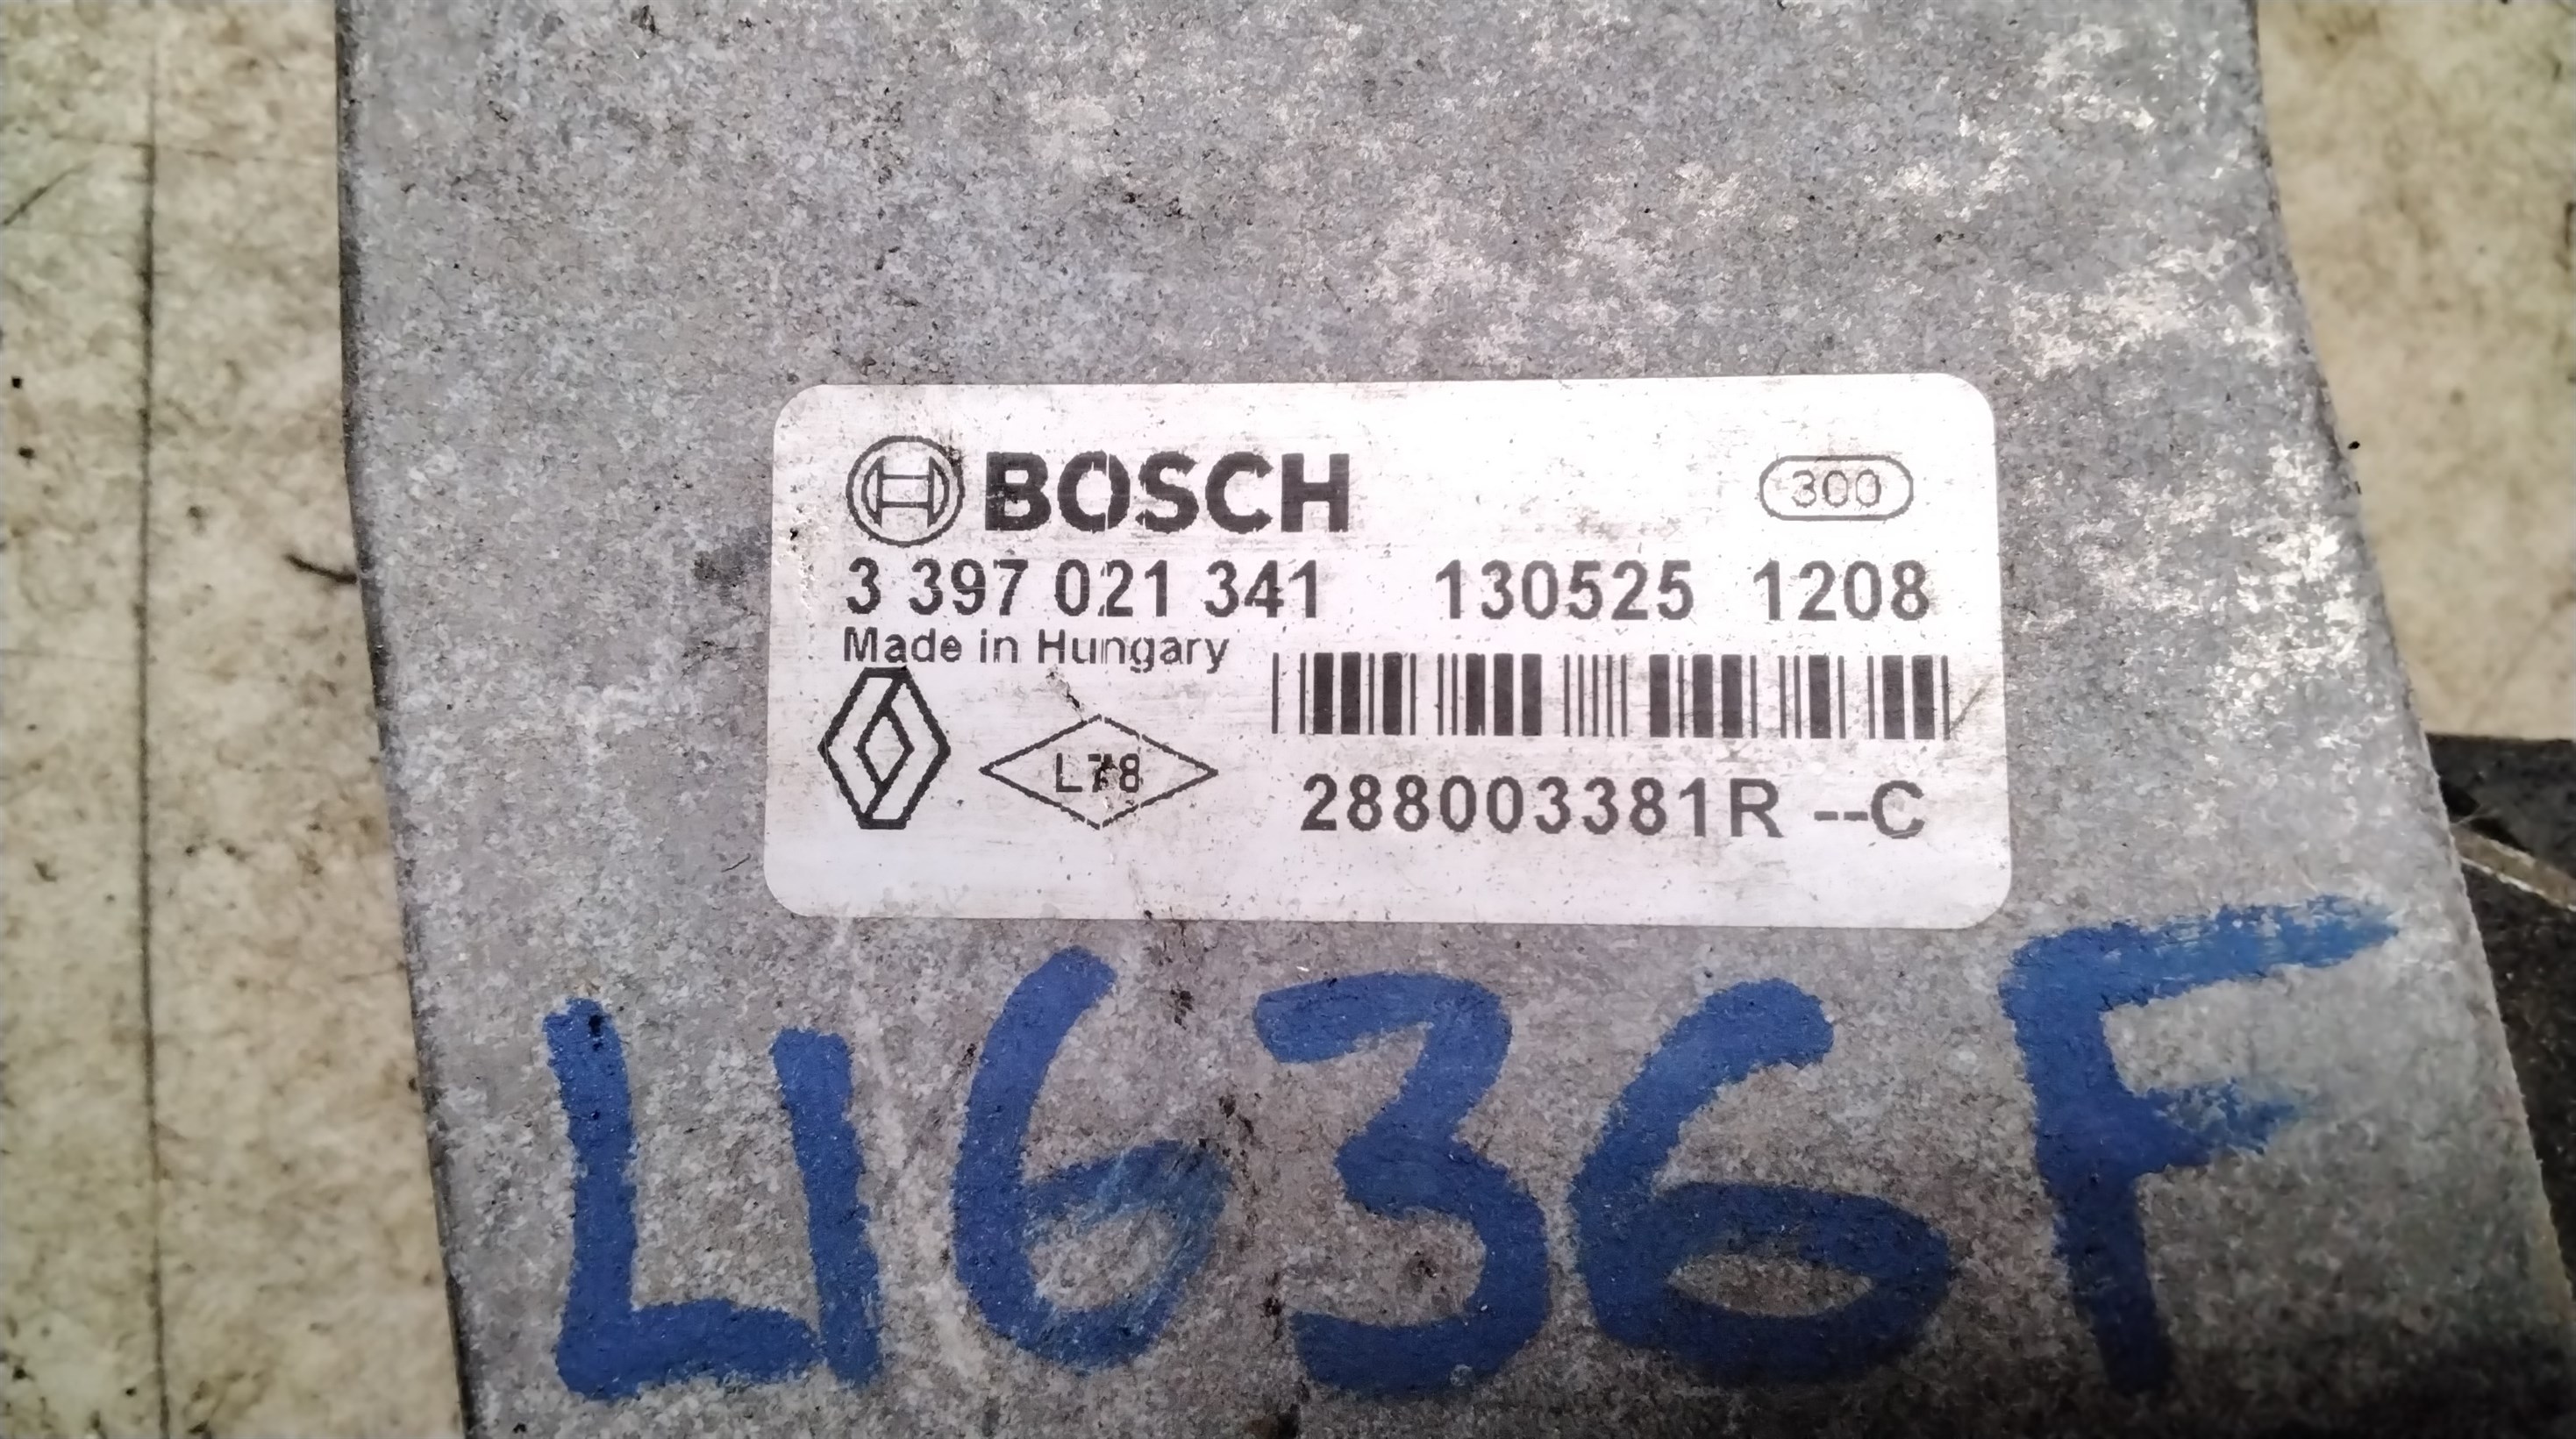 BOSCH 300
3 397 021 341 130525 1208
Made in Hungary
L78
288003381R --C
LI636F